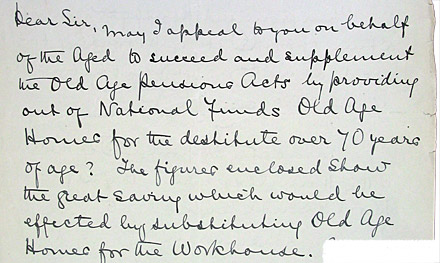 Dear Sir, May I appeal to you on behalf
of the Aged to succeed and supplement
the Old Age Pensions Acts by providing
out of National Funds Old Age
Homes for the destitute over 70 years
of age? The figures enclosed show
the great saving which would be
effected by substituting Old Age
Homes for the Workhouse.